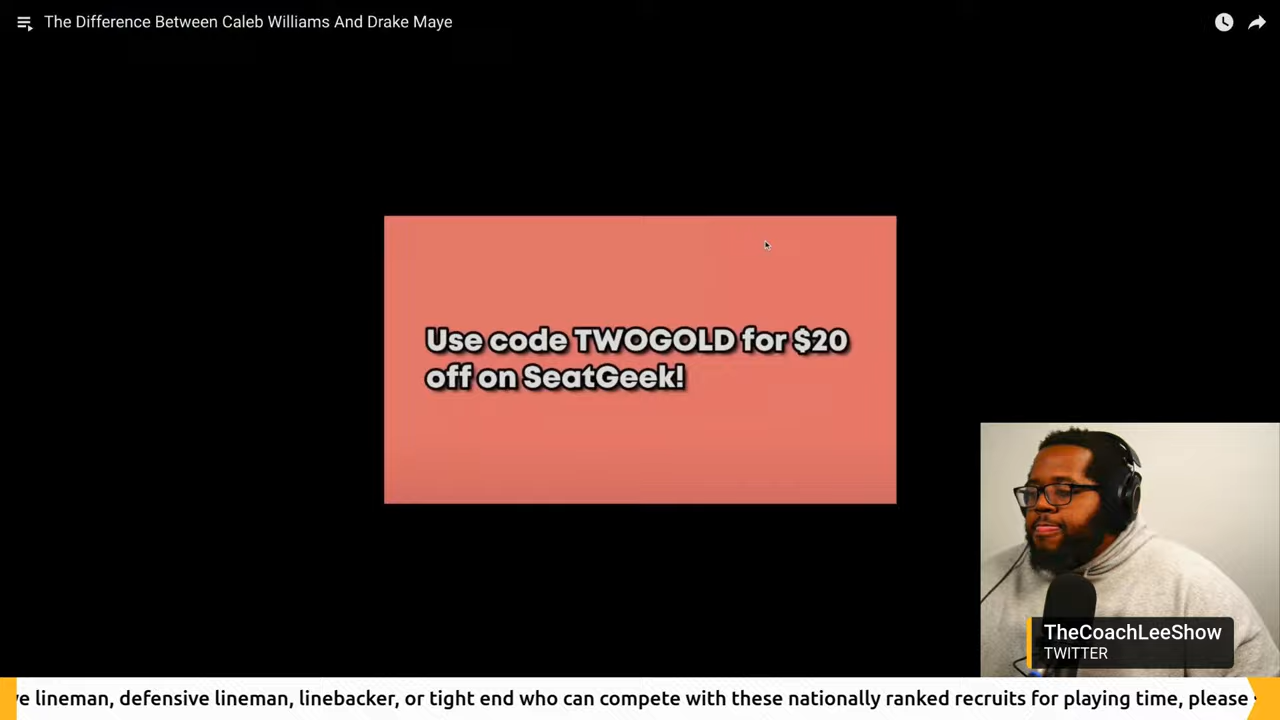 The Difference Between Caleb Williams And Drake Maye
Use code TWOGOLD for $20
off on SeatGeek!
TheCoachLeeShow
TWITTER
lineman, defensive lineman, linebacker, or tight end who can compete with these nationally ranked recruits for playing time, please